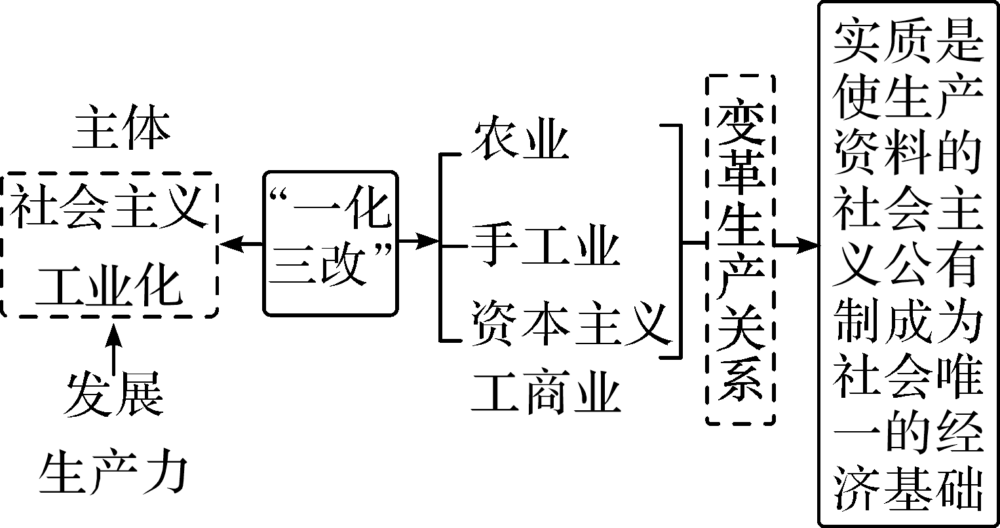 主体
社会主义
工业化
发展
生产力
“一化
三改”
农业
手工业
资本主义
工商业
变革生产关系
实质是
使生产
资料的
社会主
义公有
制成为
社会唯
一的经
济基础